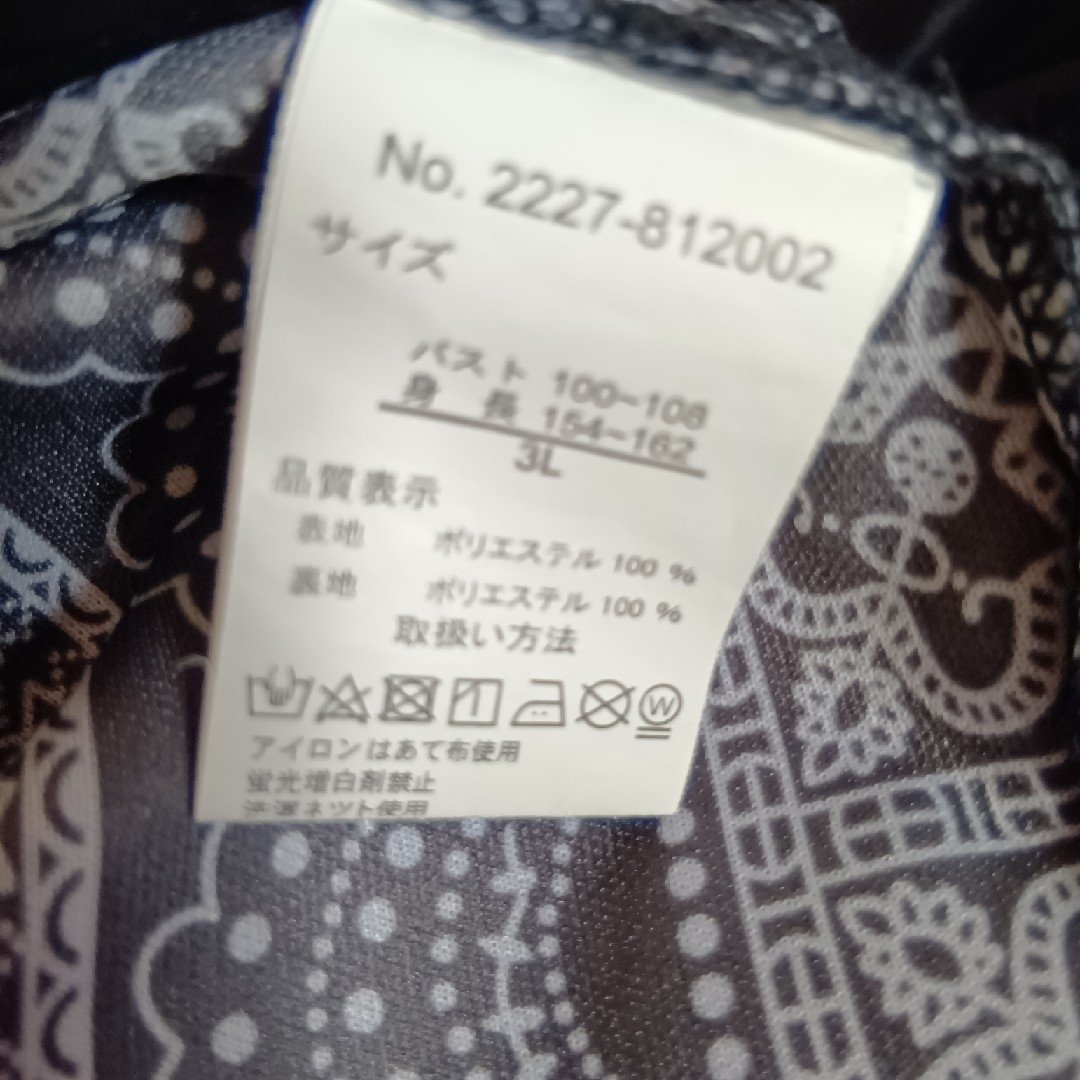 No. 2227-812002
サイズ
バスト 100~108
身 長 154~162
3L
品質表示
表地 ポリエステル 100 %
裏地 ポリエステル 100 %
取扱い方法
W
アイロンはあて布使用
蛍光増白剤禁止
洗濯ネット使用